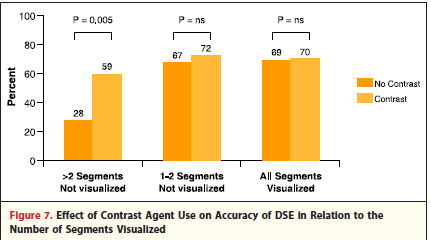 100
80
60
40
20
0
Percent
P = 0,005
P = ns
P = ns
28
59
67
72
69
70
>2 Segments
Not visualized
1-2 Segments
Not visualized
All Segments
Visualized
No Contrast
Contrast
Figure 7. Effect of Contrast Agent Use on Accuracy of DSE in Relation to the
Number of Segments Visualized